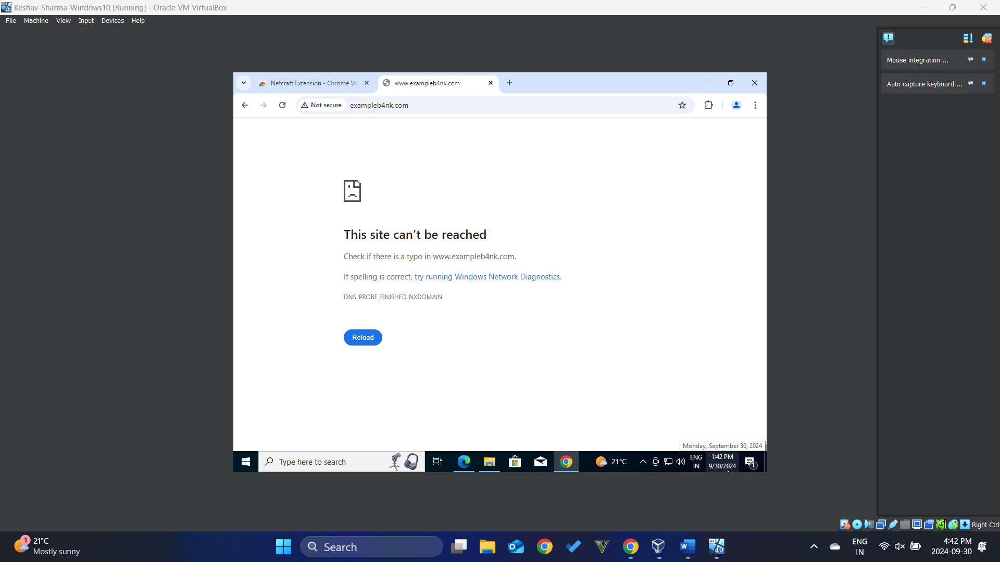 Keshav-Sharma-Windows10 [Running] - Oracle VM VirtualBox
File Machine View Input Devices Help
Mouse integration ...
Auto capture keyboard ...
Netcraft Extension - Chrome W
www.exampleb4nk.com
Not secure
exampleb4nk.com
This site can't be reached
Check if there is a typo in www.exampleb4nk.com.
If spelling is correct, try running Windows Network Diagnostics.
DNS_PROBE_FINISHED_NXDOMAIN
Reload
Monday, September 30, 2024
Type here to search
21°C
ENG
IN
1:42 PM
9/30/2024
1
Right Ctrl
1
21°C
Mostly sunny
Search
64
10
ENG
IN
4:42 PM
2024-09-30